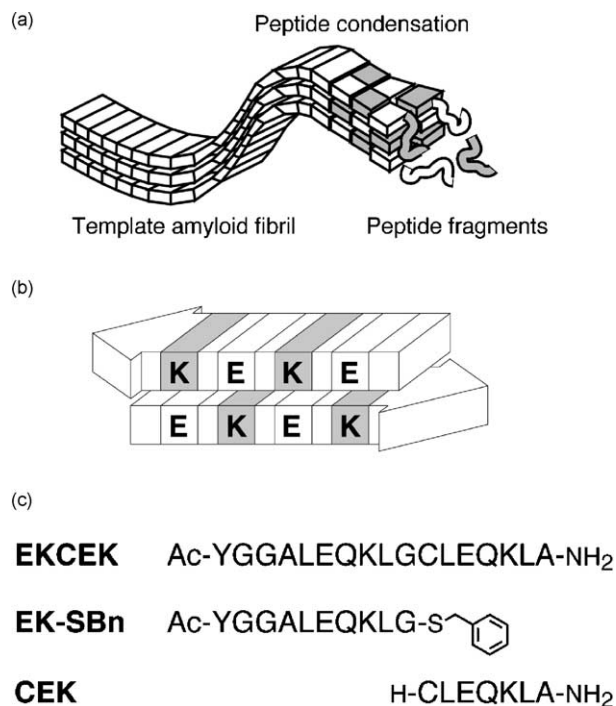 (a)
Peptide condensation
Template amyloid fibril Peptide fragments
(b)
K E K E
E K E K
(c)
EKCEK Ac-YGGALEQKLGCLEQKLA-NH2
EK-SBn Ac-YGGALEQKLG-S
CEK H-CLEQKLA-NH2